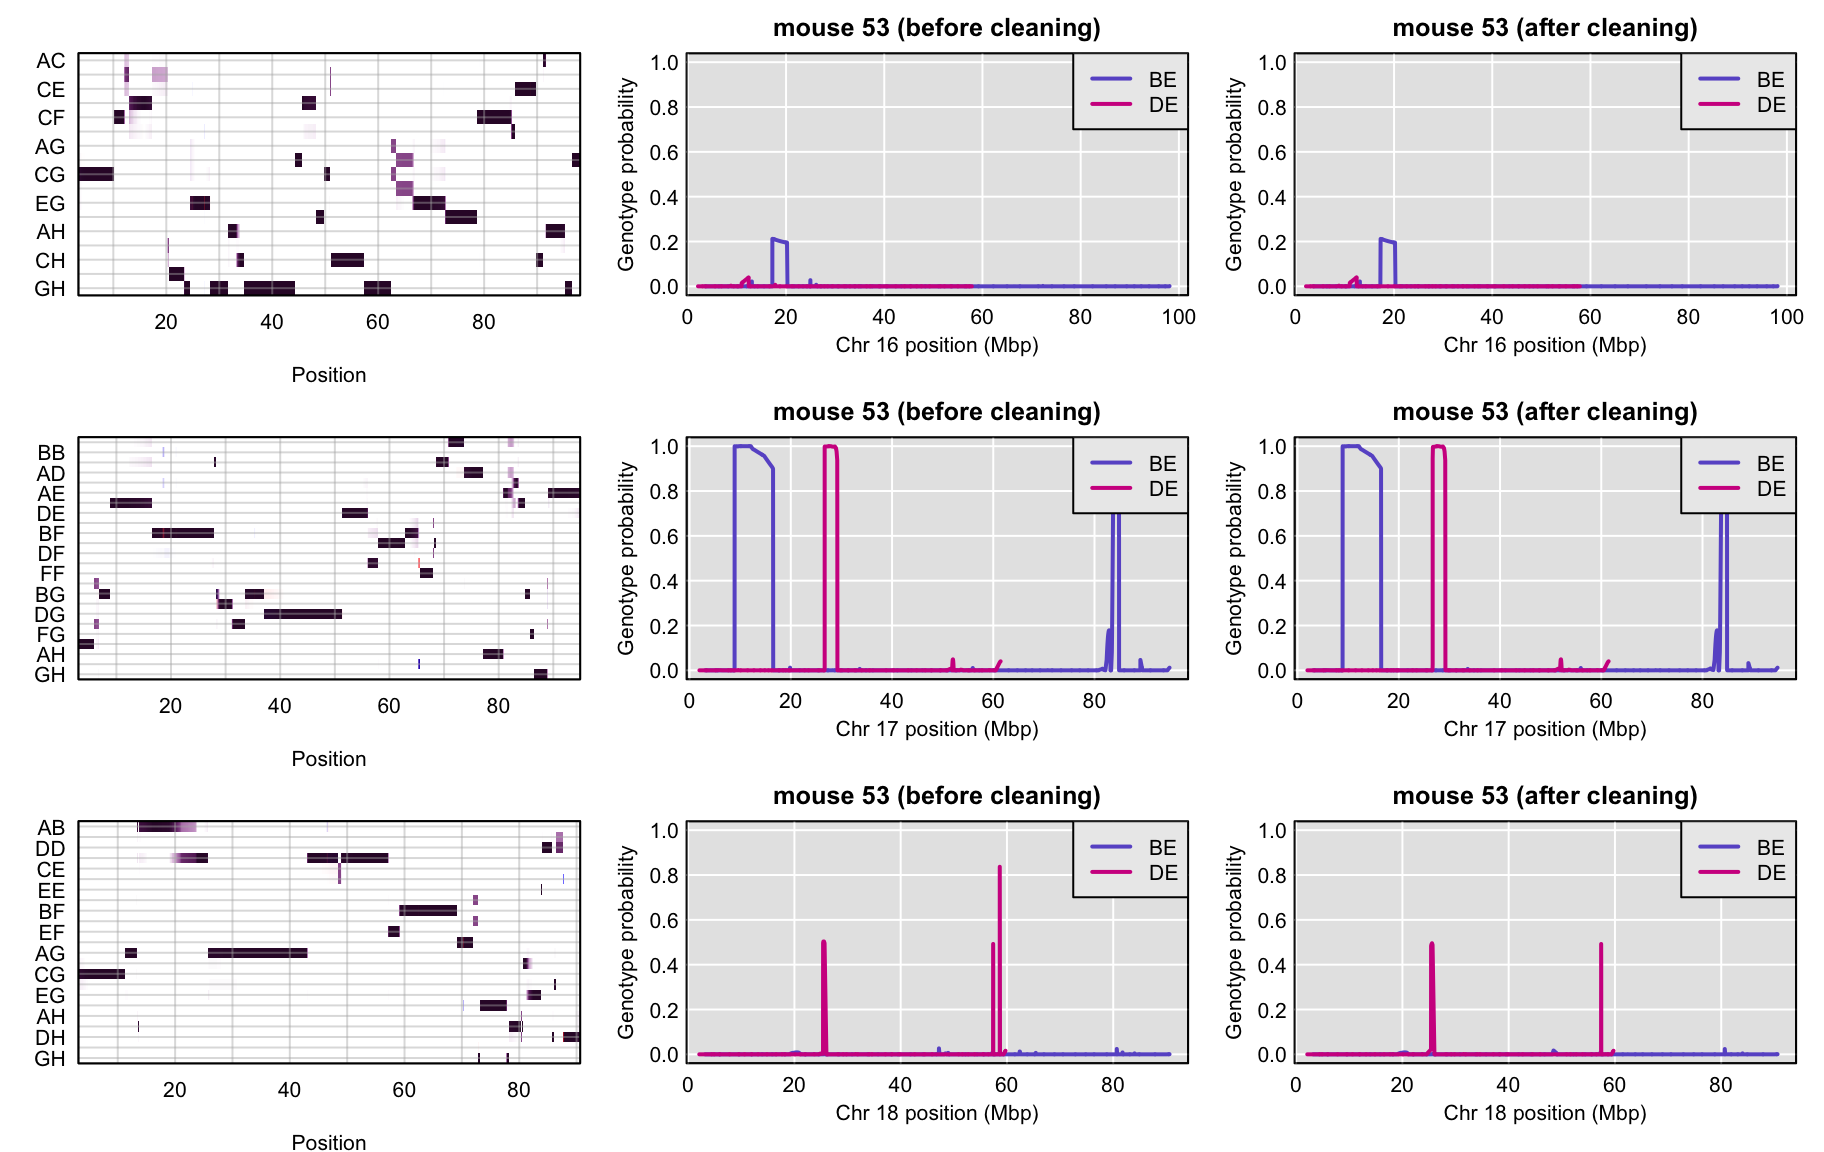 mouse 53 (before cleaning)
mouse 53 (after cleaning)
AC
CE
CF
AG
CG
EG
AH
CH
GH
20 40 60 80
Position
Genotype probability
1.0
0.8
0.6
0.4
0.2
0.0
BE
DE
0 20 40 60 80 100
Chr 16 position (Mbp)
Genotype probability
1.0
0.8
0.6
0.4
0.2
0.0
BE
DE
0 20 40 60 80 100
Chr 16 position (Mbp)
mouse 53 (before cleaning)
mouse 53 (after cleaning)
BB
AD
AE
DE
BF
DF
FF
BG
DG
FG
AH
GH
20 40 60 80
Position
Genotype probability
1.0
0.8
0.6
0.4
0.2
0.0
BE
DE
0 20 40 60 80
Chr 17 position (Mbp)
Genotype probability
1.0
0.8
0.6
0.4
0.2
0.0
BE
DE
0 20 40 60 80
Chr 17 position (Mbp)
mouse 53 (before cleaning)
mouse 53 (after cleaning)
AB
DD
CE
EE
BF
EF
AG
CG
EG
AH
DH
GH
20 40 60 80
Position
Genotype probability
1.0
0.8
0.6
0.4
0.2
0.0
BE
DE
0 20 40 60 80
Chr 18 position (Mbp)
Genotype probability
1.0
0.8
0.6
0.4
0.2
0.0
BE
DE
0 20 40 60 80
Chr 18 position (Mbp)